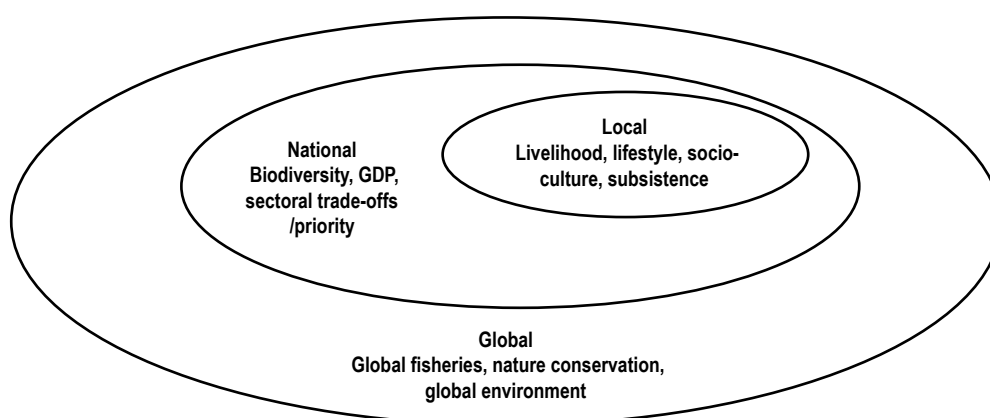 Local
Livelihood, lifestyle, socio-
culture, subsistence
National
Biodiversity, GDP,
sectoral trade-offs
/priority
Global
Global fisheries, nature conservation,
global environment